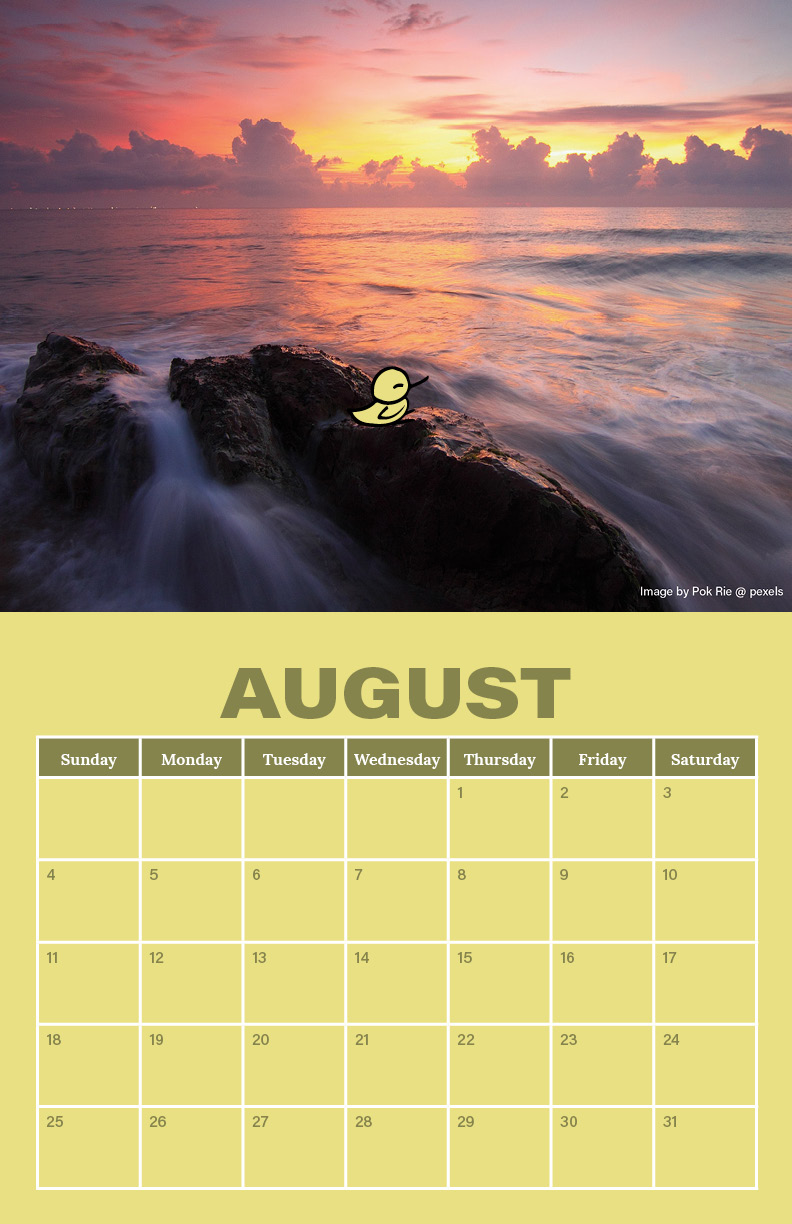 Image by Pok Rie @ pexels
AUGUST
Sunday Monday Tuesday Wednesday Thursday Friday Saturday
1 2 3
4 5 6 7 8 9 10
11 12 13 14 15 16 17
18 19 20 21 22 23 24
25 26 27 28 29 30 31